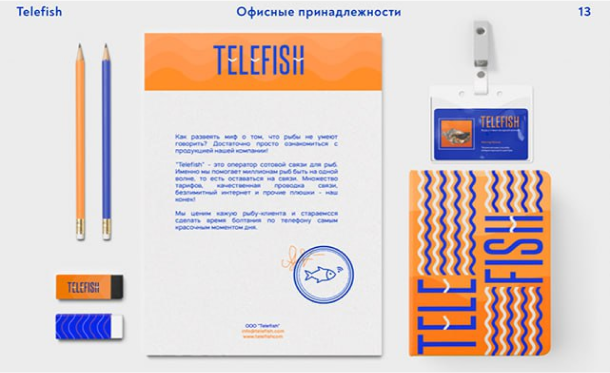 Telefish
Офисные принадлежности
13
TELEFISH
Как развеять миф о том, что рыбы не умеют
говорить? Достаточно просто ознакомиться с
продукцией нашей компании!
"Telefish" – это оператор сотовой связи для рыб.
Именно мы помогает миллионам рыб быть на одной
волне, то есть оставаться на связи. Множество
тарифов, качественная проводка связи,
безлимитный интернет и прочие плюшки - наш
конек!
Мы ценим каждую рыбу-клиента и стараемся
сделать время болтания по телефону самым
красочным моментом дня.
ООО "Telefish"
info@telefish.com
www.telefish.com
TELEFISH
TELEFISH
TELE
FISH